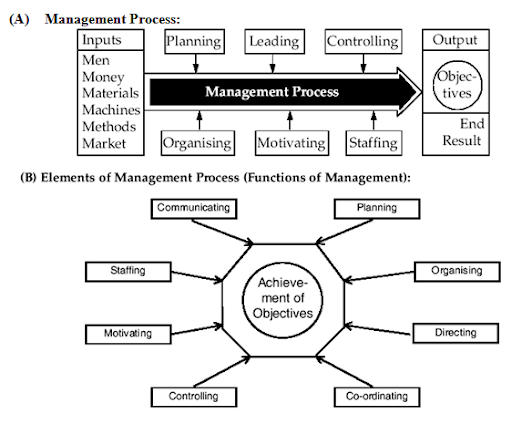 (A) Management Process:
Inputs
Planning
Leading
Controlling
Output
Men
Money
Materials
Machines
Methods
Market
Management Process
Objec-
tives
Organising
Motivating
Staffing
End
Result
(B) Elements of Management Process (Functions of Management):
Communicating
Planning
Staffing
Organising
Achieve-
ment of
Objectives
Motivating
Directing
Controlling
Co-ordinating